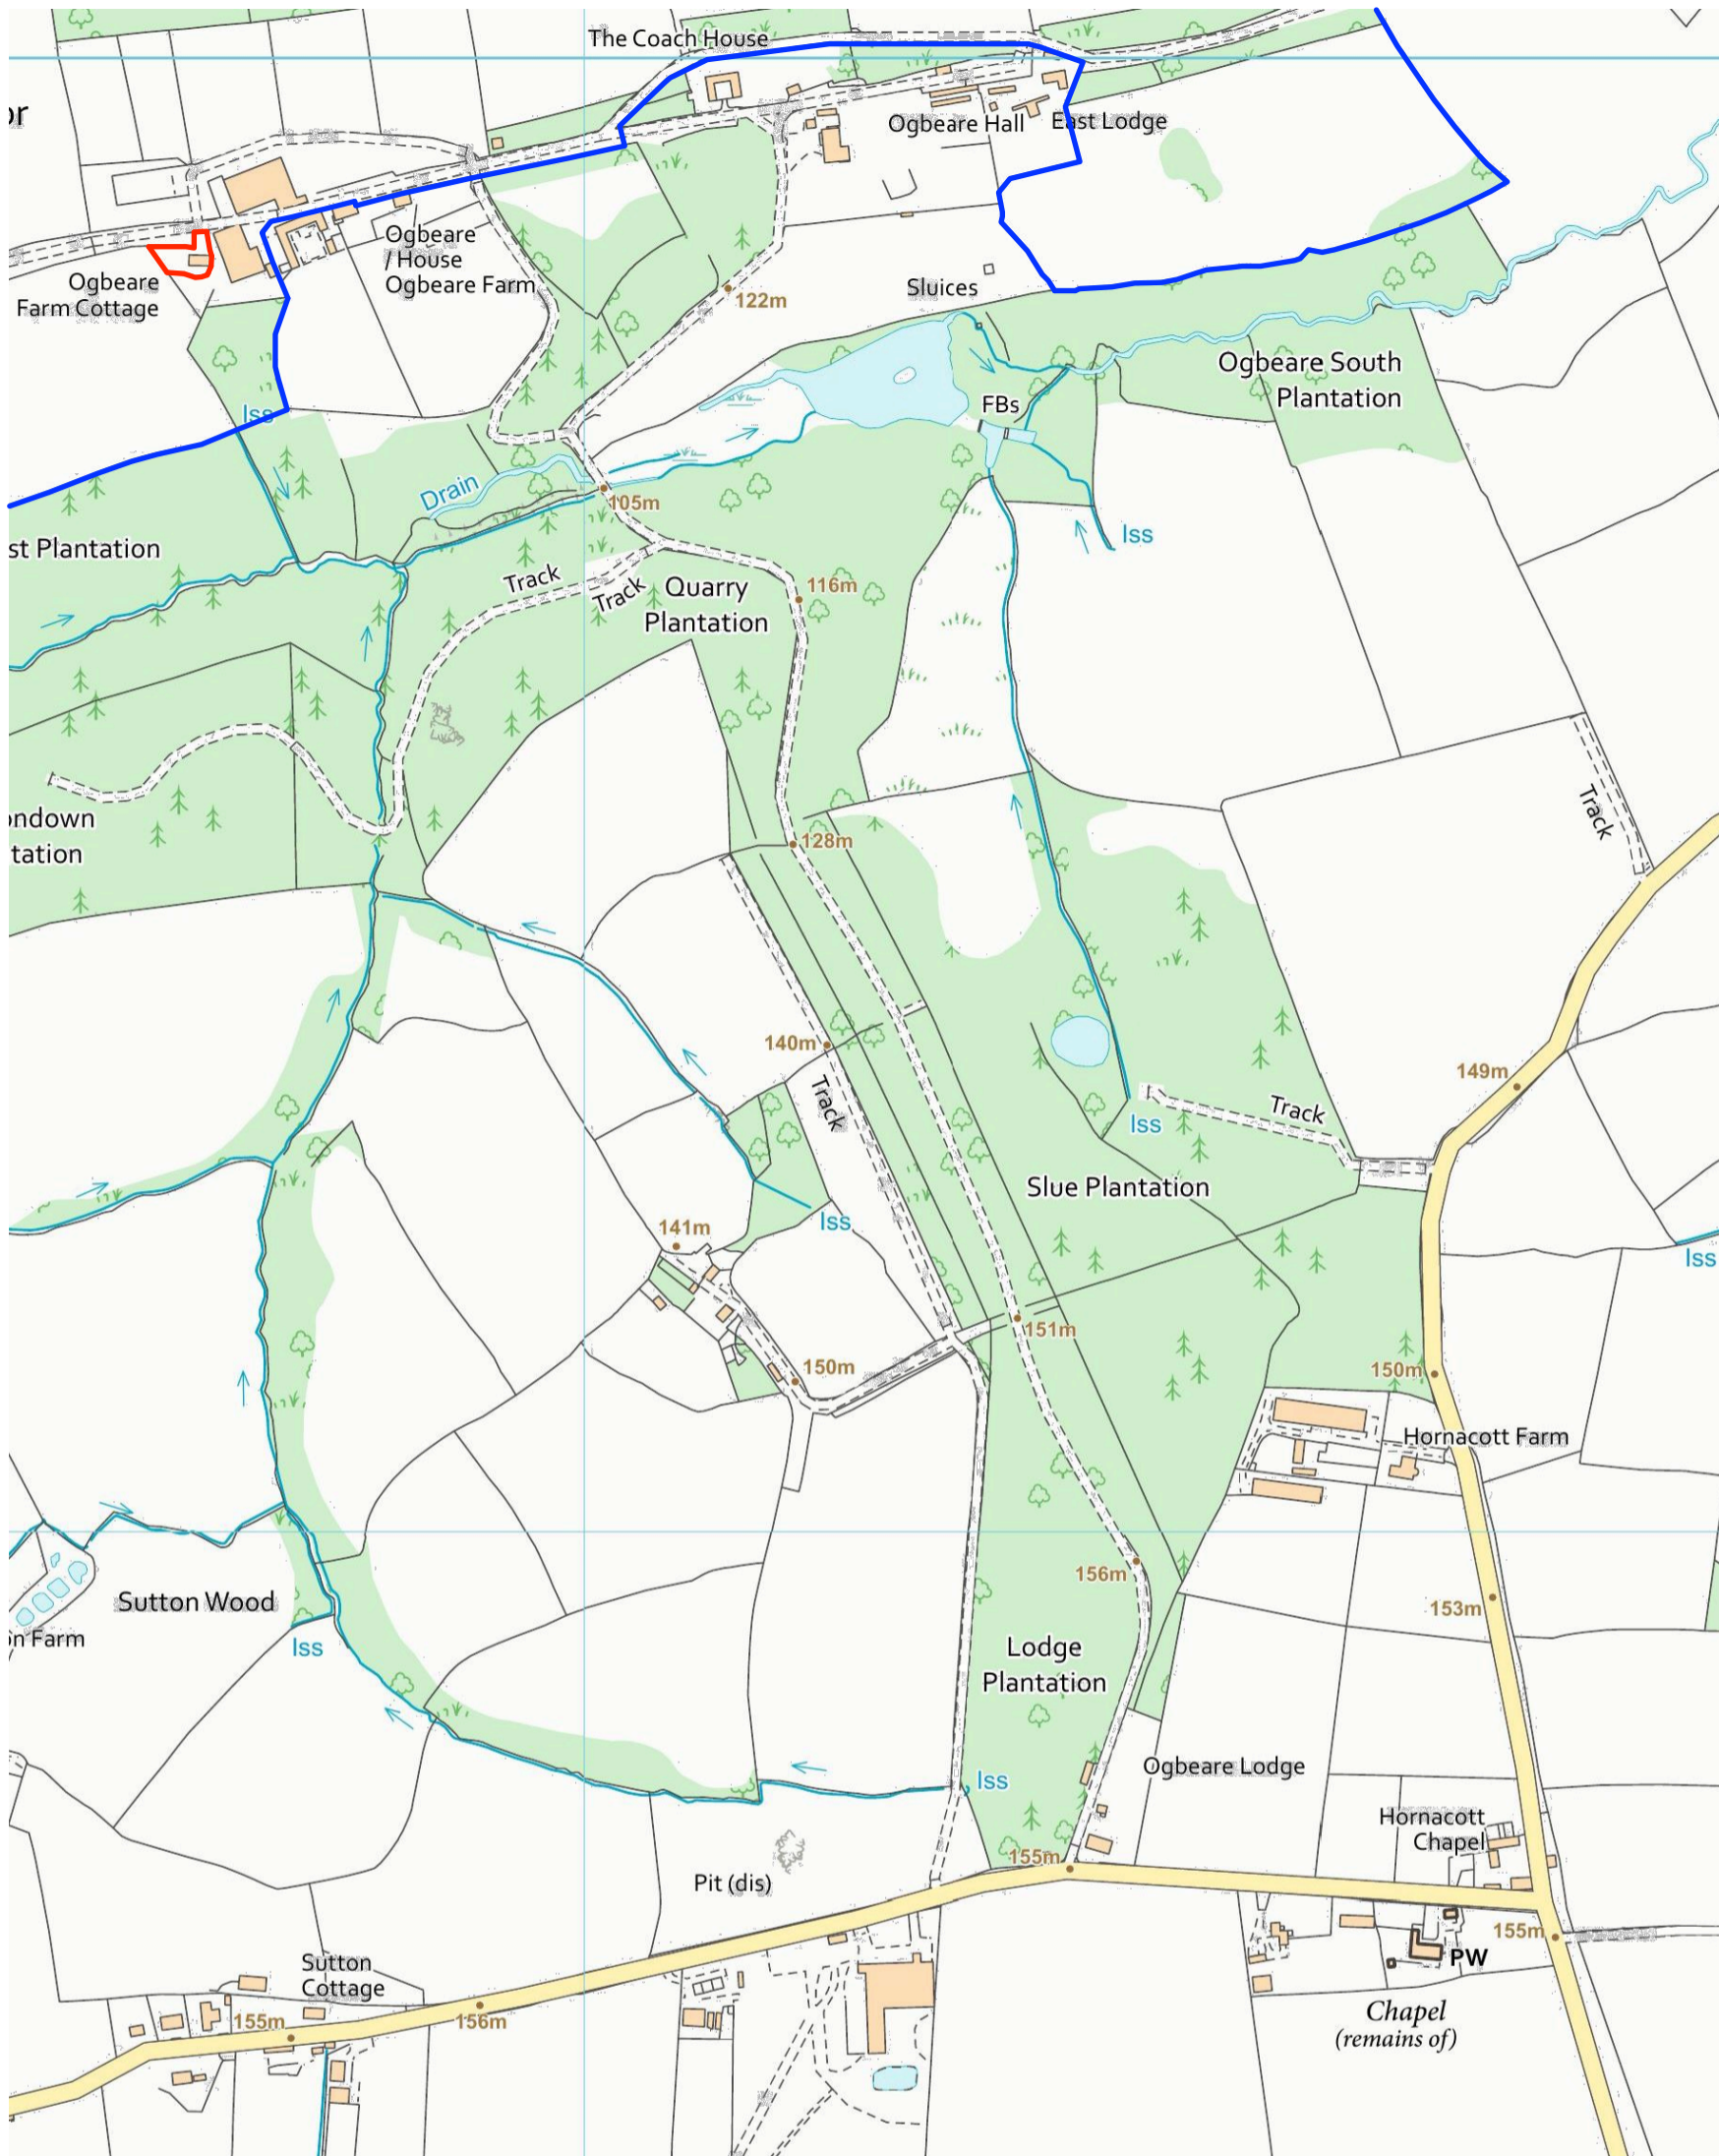 The Coach House
or
Ogbeare Hall
East Lodge
Ogbeare
/ House
Ogbeare Farm
Ogbeare
Farm Cottage
122m
Sluices
Ogbeare South
Plantation
Iss
FBs
Drain
105m
Iss
st Plantation
Track
Track
Quarry
Plantation
116m
Track
ondown
tation
128m
140m
Track
149m
Track
Iss
Slue Plantation
Iss
141m
Iss
151m
150m
150m
Hornacott Farm
156m
Sutton Wood
153m
on Farm
Iss
Lodge
Plantation
Ogbeare Lodge
Iss
Hornacott
Chapel
155m
Pit (dis)
155m
PW
Sutton
Cottage
155m
156m
Chapel
(remains of)